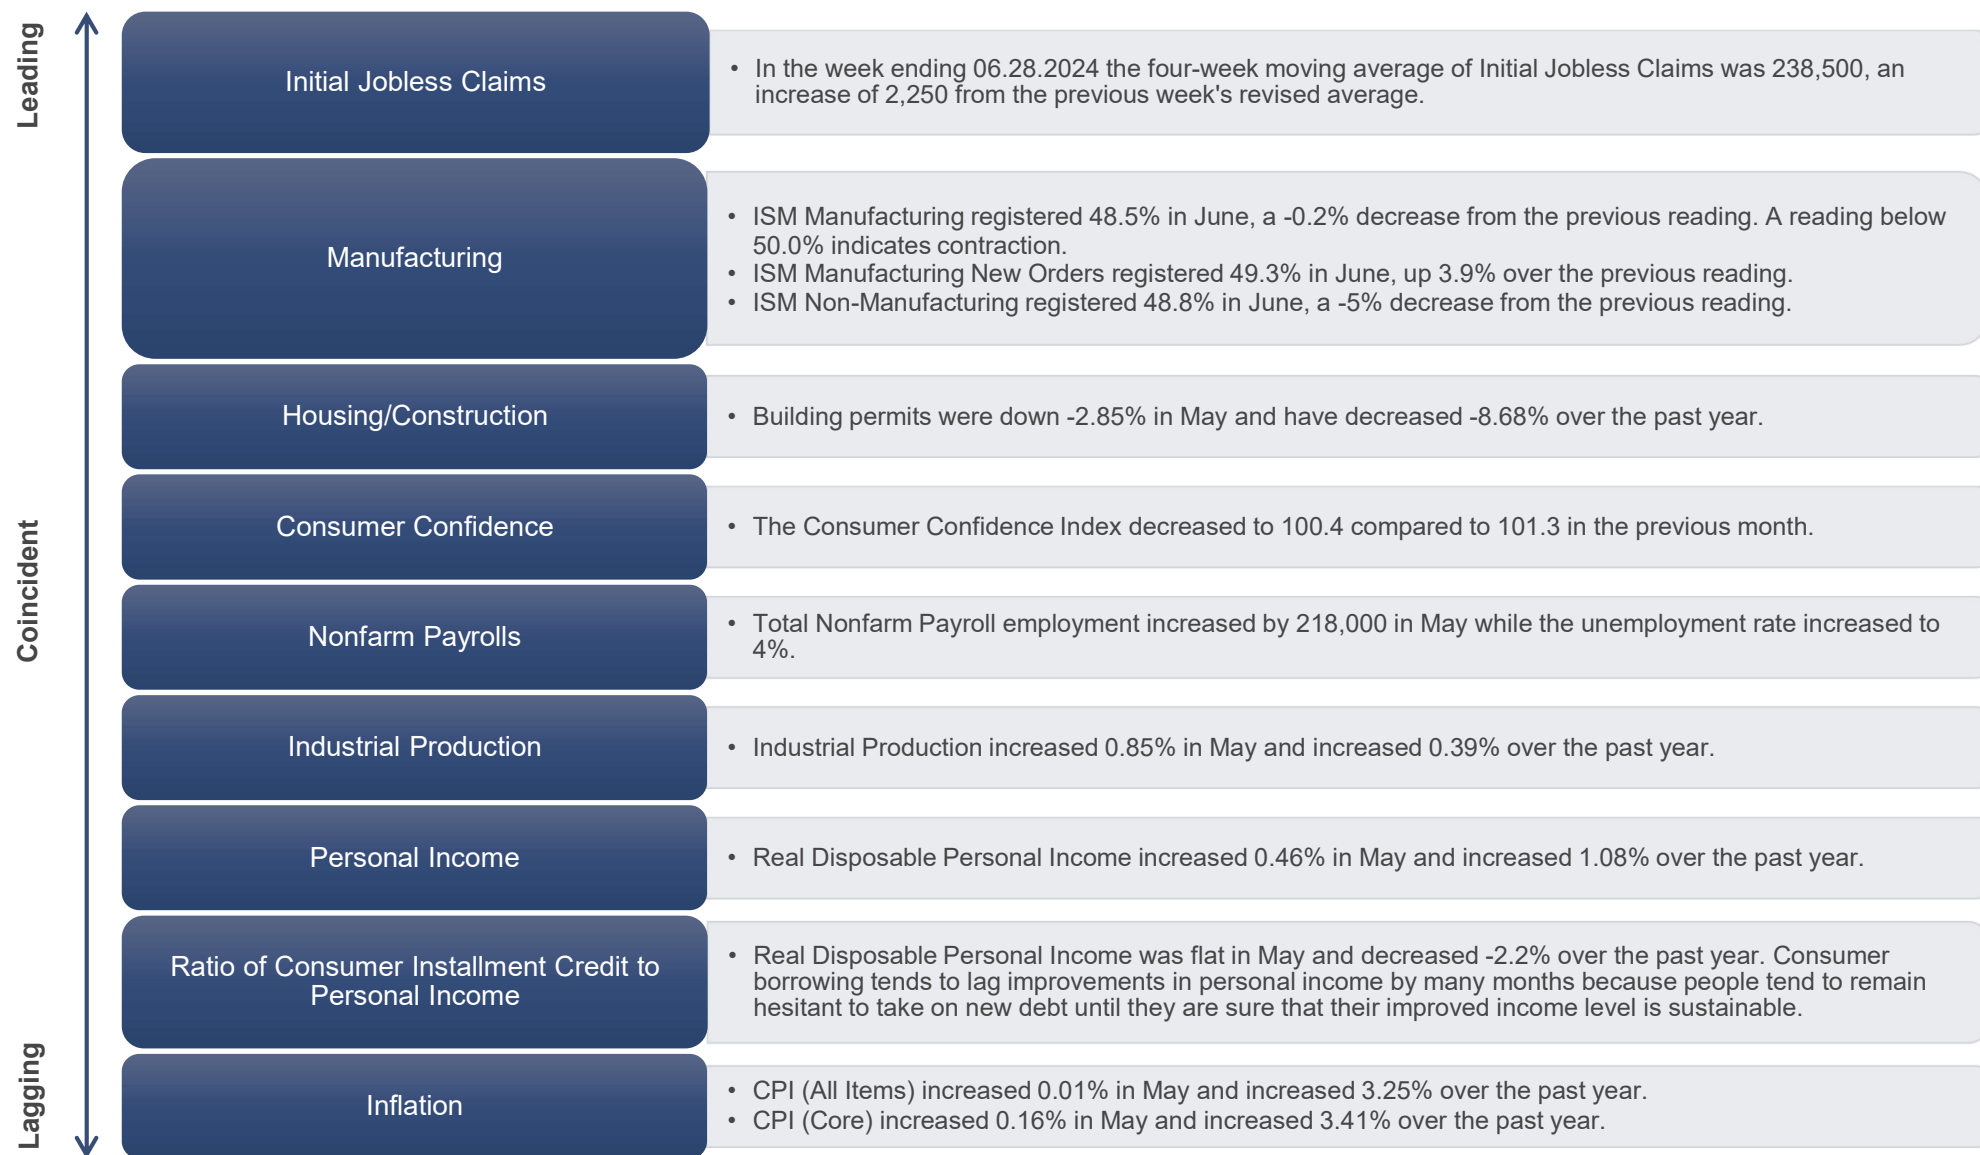 Leading
Initial Jobless Claims
• In the week ending 06.28.2024 the four-week moving average of Initial Jobless Claims was 238,500, an
increase of 2,250 from the previous week's revised average.
Manufacturing
• ISM Manufacturing registered 48.5% in June, a -0.2% decrease from the previous reading. A reading below
50.0% indicates contraction.
• ISM Manufacturing New Orders registered 49.3% in June, up 3.9% over the previous reading.
• ISM Non-Manufacturing registered 48.8% in June, a -5% decrease from the previous reading.
Housing/Construction
• Building permits were down -2.85% in May and have decreased -8.68% over the past year.
Coincident
Consumer Confidence
• The Consumer Confidence Index decreased to 100.4 compared to 101.3 in the previous month.
Nonfarm Payrolls
• Total Nonfarm Payroll employment increased by 218,000 in May while the unemployment rate increased to
4%.
Industrial Production
• Industrial Production increased 0.85% in May and increased 0.39% over the past year.
Personal Income
• Real Disposable Personal Income increased 0.46% in May and increased 1.08% over the past year.
Ratio of Consumer Installment Credit to
Personal Income
• Real Disposable Personal Income was flat in May and decreased -2.2% over the past year. Consumer
borrowing tends to lag improvements in personal income by many months because people tend to remain
hesitant to take on new debt until they are sure that their improved income level is sustainable.
Lagging
Inflation
• CPI (All Items) increased 0.01% in May and increased 3.25% over the past year.
• CPI (Core) increased 0.16% in May and increased 3.41% over the past year.